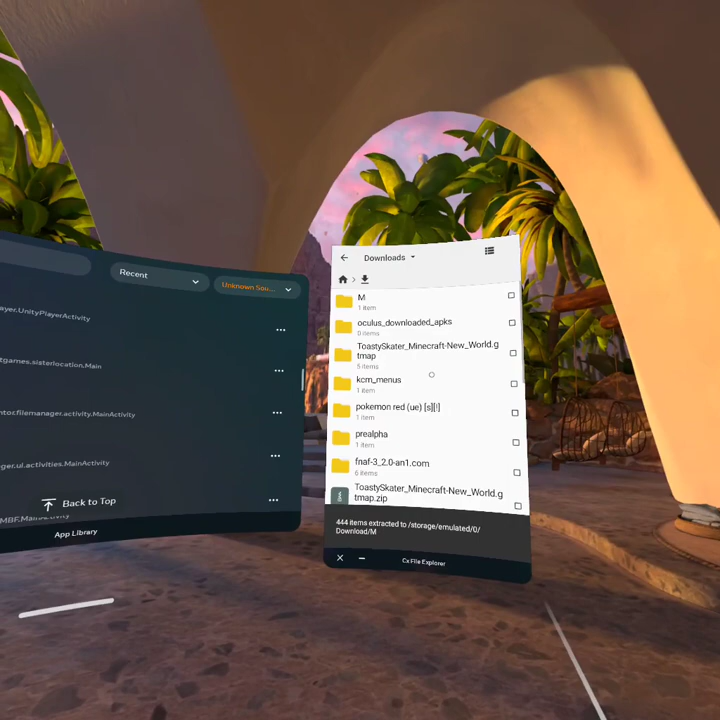 Recent
Unknown Sou...
ayer.UnityPlayerActivity
tgames.sisterlocation.Main
ntor.filemanager.activity.MainActivity
ger.ui.activities.MainActivity
Back to Top
MBF.MainActivity
App Library
Downloads
M
1 item
oculus_downloaded_apks
0 items
ToastySkater_Minecraft-New_World.g
tmap
5 items
kcm_menus
1 item
pokemon red (ue) [s][!]
1 item
prealpha
1 item
fnaf-3_2.0-an1.com
6 items
ToastySkater_Minecraft-New_World.g
tmap.zip
444 items extracted to /storage/emulated/0/
Download/M
Cx File Explorer